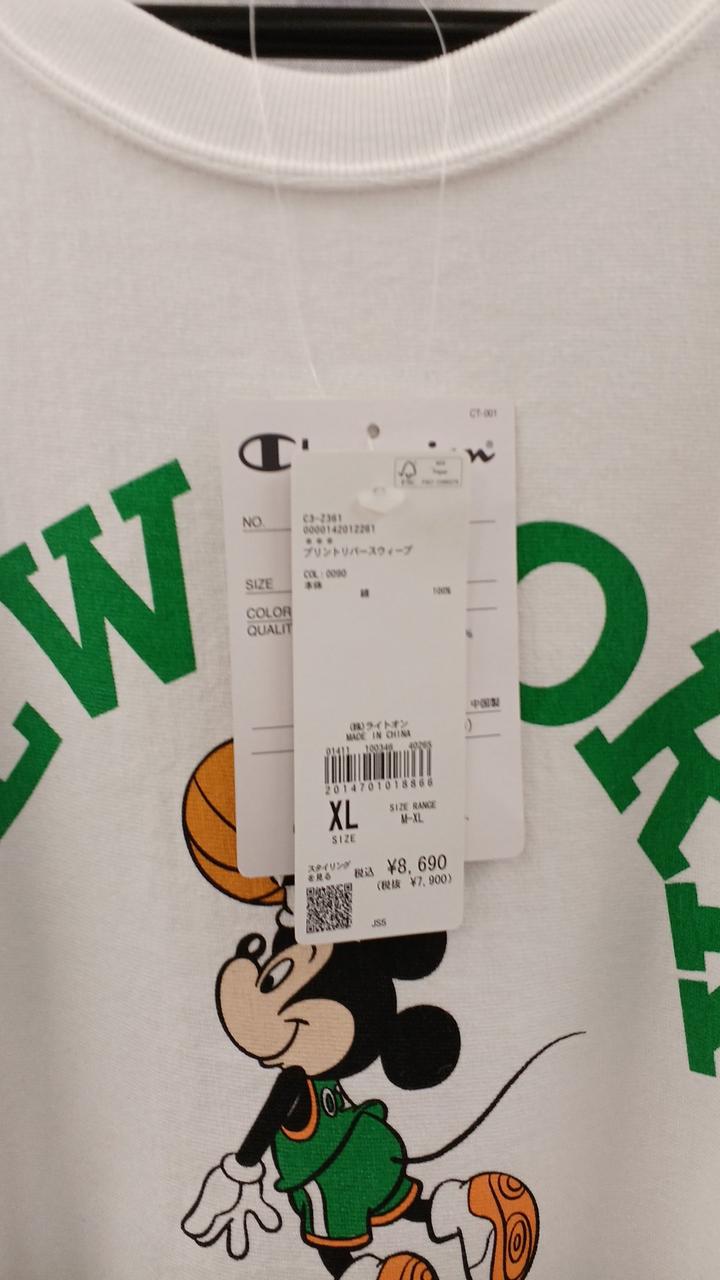 CT-001
NO.
SIZE
COLOR
QUALIT
中国製
C3-Z361
0000142012281
***
プリントリバースウィーブ
COL:0090
本体
綿 100%
(株)ライトオン
MADE IN CHINA
01411 100346 40265
2014701018866
XL
SIZE
SIZE RANGE
M-XL
スタイリング
を見る
税込 ¥8,690
(税抜 ¥7,900)
JS5
EW
ORK